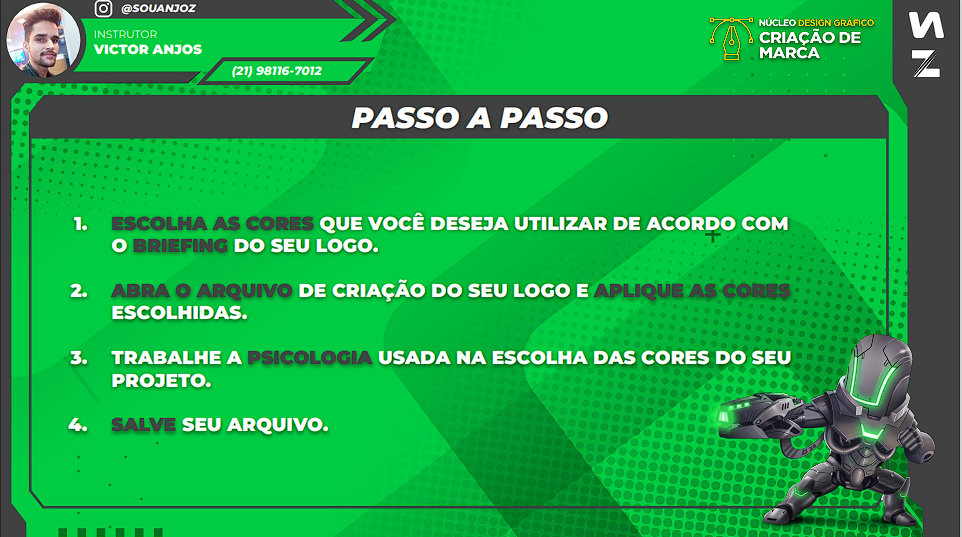 @SOUANJOZ
INSTRUTOR
VICTOR ANJOS
(21) 98116-7012
NÚCLEO DESIGN GRÁFICO
CRIAÇÃO DE
MARCA
PASSO A PASSO
1. ESCOLHA AS CORES QUE VOCÊ DESEJA UTILIZAR DE ACORDO COM
O BRIEFING DO SEU LOGO.
2. ABRA O ARQUIVO DE CRIAÇÃO DO SEU LOGO E APLIQUE AS CORES
ESCOLHIDAS.
3. TRABALHE A PSICOLOGIA USADA NA ESCOLHA DAS CORES DO SEU
PROJETO.
4. SALVE SEU ARQUIVO.